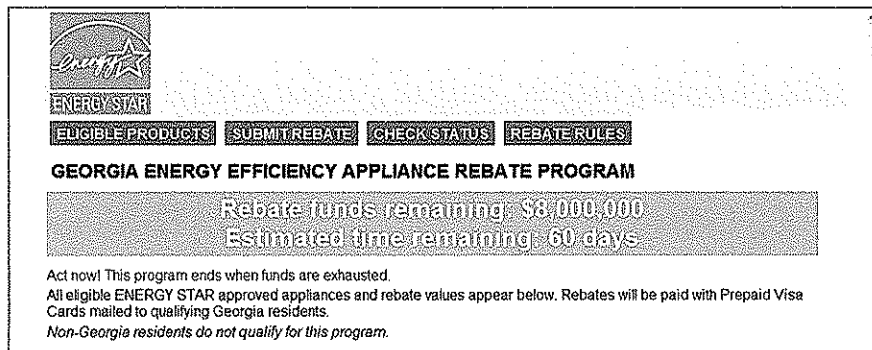 energy
ENERGY STAR
ELIGIBLE PRODUCTS SUBMIT REBATE CHECK STATUS REBATE RULES
GEORGIA ENERGY EFFICIENCY APPLIANCE REBATE PROGRAM
Rebate funds remaining: $8,000,000
Estimated time remaining: 60 days
Act now! This program ends when funds are exhausted.
All eligible ENERGY STAR approved appliances and rebate values appear below. Rebates will be paid with Prepaid Visa
Cards mailed to qualifying Georgia residents.
Non-Georgia residents do not qualify for this program.